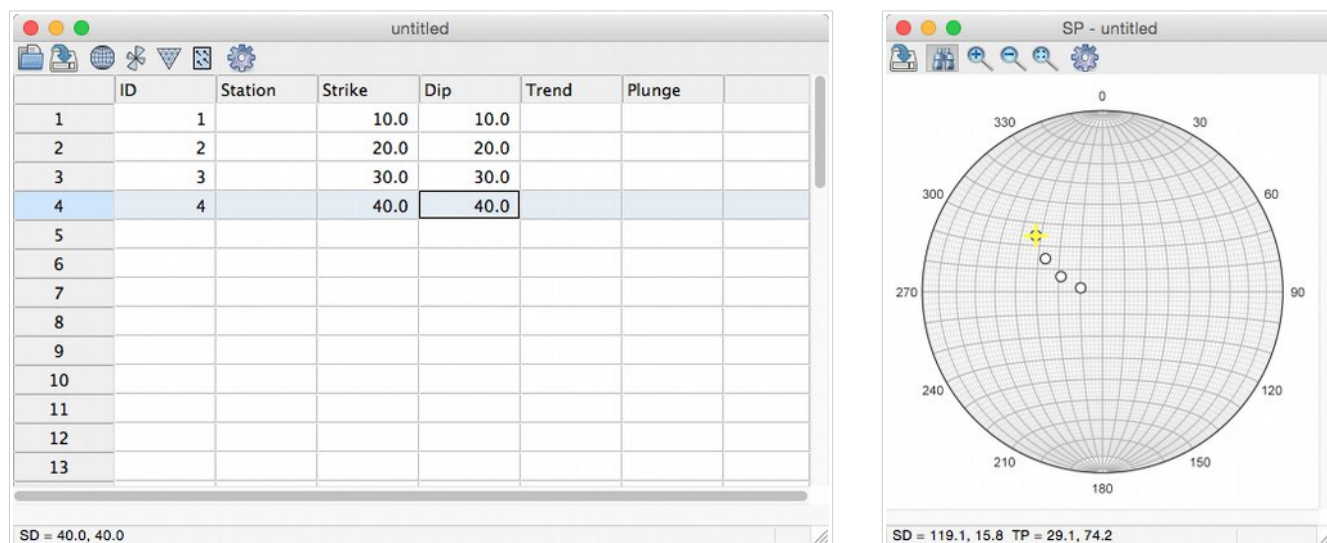 untitled
ID Station Strike Dip Trend Plunge
1 1 10.0 10.0
2 2 20.0 20.0
3 3 30.0 30.0
4 4 40.0 40.0
5
6
7
8
9
10
11
12
13
SD = 40.0, 40.0
SP - untitled
0
330 30
300 60
270 90
240 120
210 150
180
SD = 119.1, 15.8 TP = 29.1, 74.2